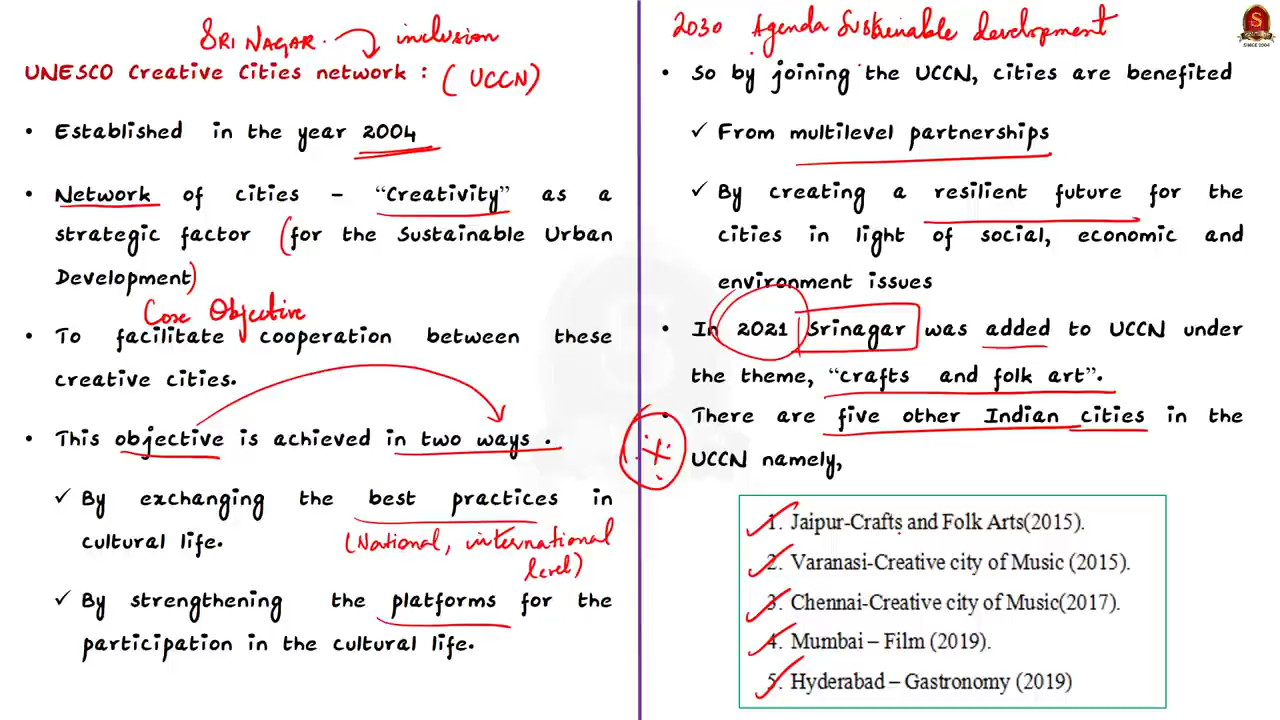 SRINAGAR. inclusion
UNESCO Creative Cities network : (UCCN)
• Established in the year 2004
• Network of cities – “Creativity” as a
strategic factor (for the Sustainable Urban
Development)
Core Objective
• To facilitate cooperation between these
creative cities.
• This objective is achieved in two ways.
✓ By exchanging the best practices in
cultural life.
(National, international
level)
✓ By strengthening the platforms for the
participation in the cultural life.
2030 Agenda Sustainable development
• So by joining the UCCN, cities are benefited
✓ From multilevel partnerships
✓ By creating a resilient future for the
cities in light of social, economic and
environment issues
• In 2021 Srinagar was added to UCCN under
the theme, “crafts and folk art”.
• There are five other Indian cities in the
UCCN namely,
1. Jaipur-Crafts and Folk Arts(2015).
2. Varanasi-Creative city of Music (2015).
3. Chennai-Creative city of Music(2017).
4. Mumbai – Film (2019).
5. Hyderabad – Gastronomy (2019)
S
SINCE 2004